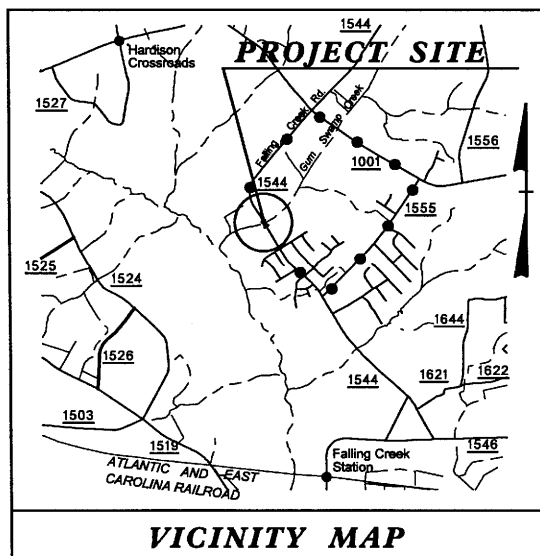 1544
Hardison
Crossroads
PROJECT SITE
1527
Falling Creek Rd.
Gum Swamp Creek
1556
1001
1544
1555
1525
1524
1644
1526
1544
1621
1622
1503
1519
1546
Falling Creek
Station
ATLANTIC AND EAST
CAROLINA RAILROAD
VICINITY MAP